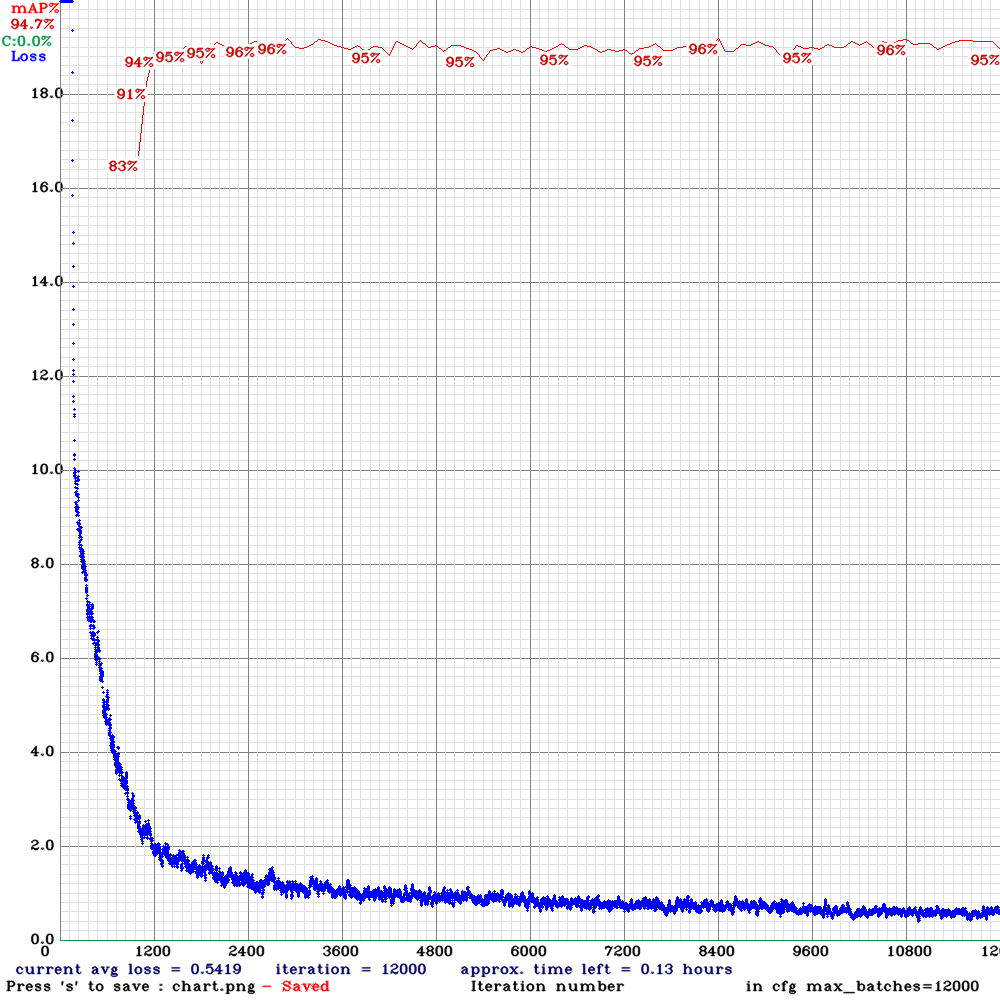 mAP%
94.7%
C:0.0%
Loss
94% 95% 95% 96% 96% 95% 95% 95% 95% 96% 95% 96% 95%
91%
83%
18.0
16.0
14.0
12.0
10.0
8.0
6.0
4.0
2.0
0.0
0 1200 2400 3600 4800 6000 7200 8400 9600 10800 12
current avg loss = 0.5419 iteration = 12000 approx. time left = 0.13 hours
Press 's' to save : chart.png - Saved Iteration number in cfg max_batches=12000